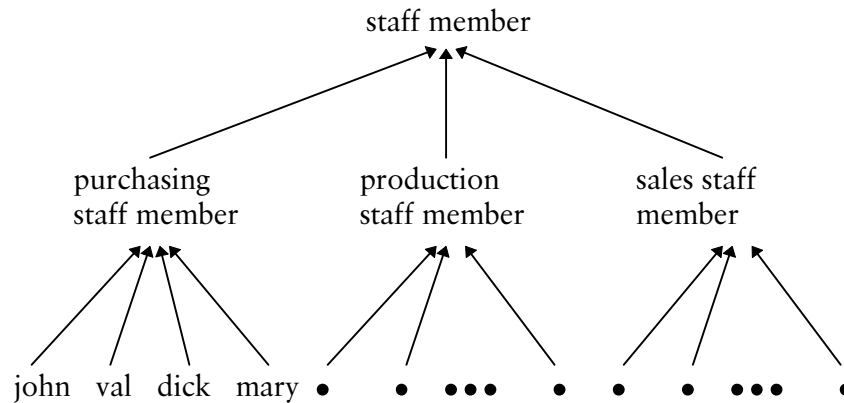 staff member
purchasing
staff member
production
staff member
sales staff
member
john val dick mary